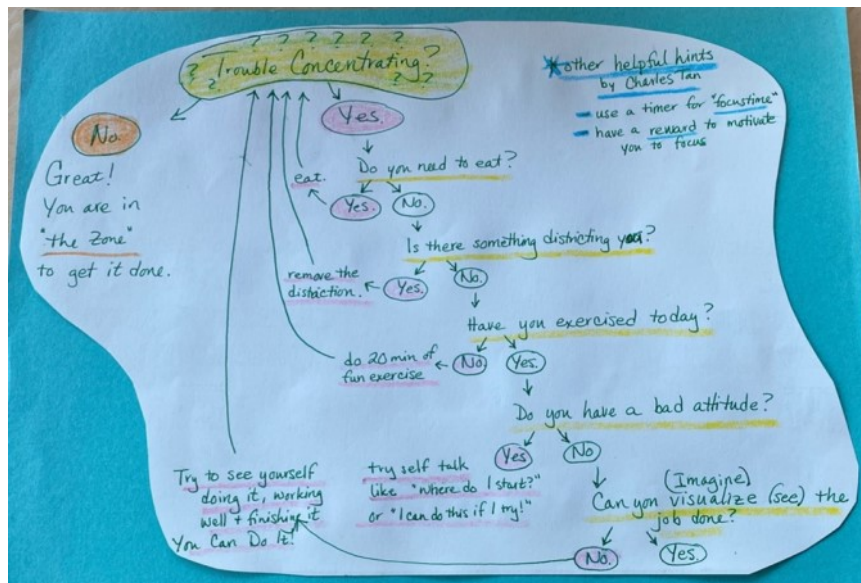 ? ? ? ? ? ?
? Trouble Concentrating?
? ? ?
*other helpful hints
by Charles Tan
- use a timer for "focustime"
- have a reward to motivate
you to focus
No.
Great!
You are in
"the Zone"
to get it done.
Yes.
Do you need to eat?
eat.
Yes.
No.
Is there something districting you?
remove the
distraction.
Yes.
No.
Have you exercised today?
do 20 min of
fun exercise
No.
Yes.
Do you have a bad attitude?
Yes
No
try self talk
like "where do I start?"
or "I can do this if I try!"
(Imagine)
Can you visualize (see) the
job done?
No.
Yes.
Try to see yourself
doing it, working
well + finishing it
You Can Do It!